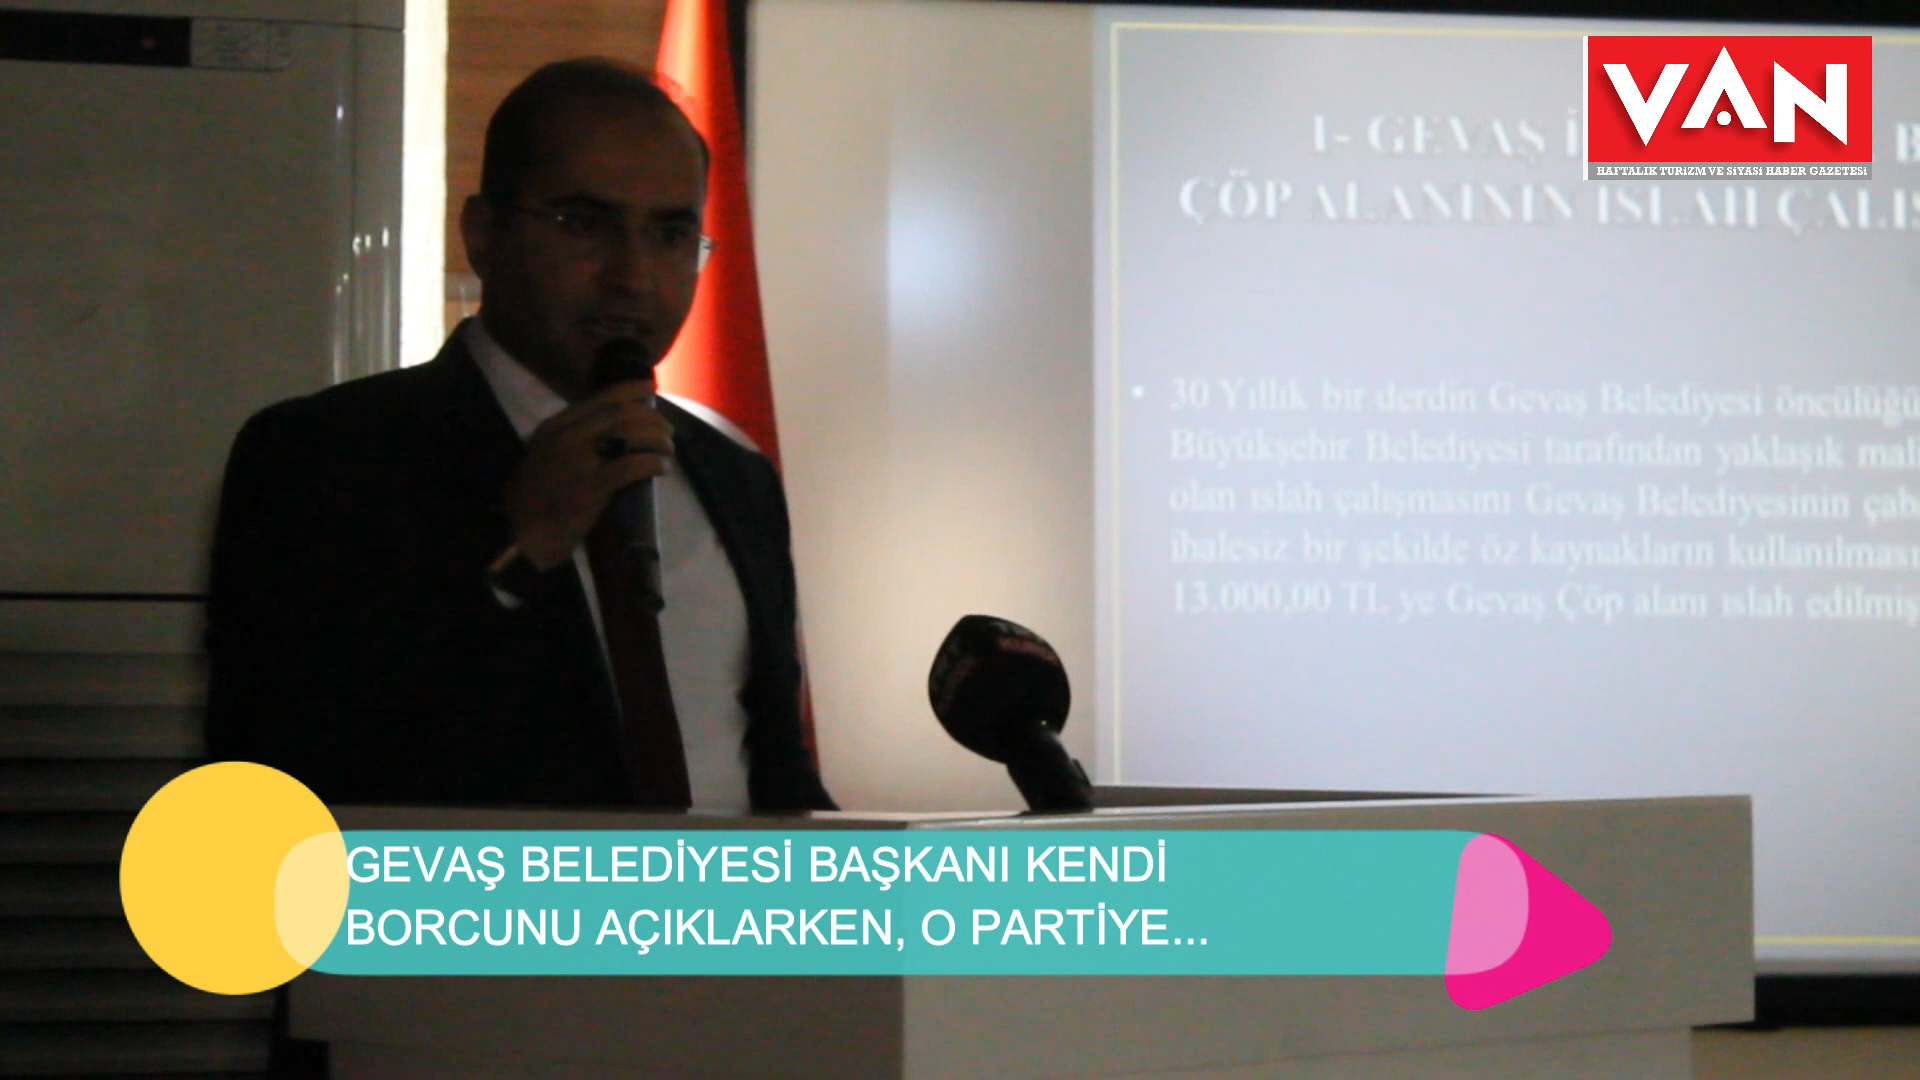 VAN
HAFTALIK TURİZM VE SİYASİ HABER GAZETESİ
1- GEVAŞ İ
ÇÖP ALANININ ISLAH ÇALIŞ
• 30 Yıllık bir derdin Gevaş Belediyesi öncülüğü
Büyükşehir Belediyesi tarafından yaklaşık mali
olan ıslah çalışmasını Gevaş Belediyesinin çab
ihalesiz bir şekilde öz kaynakların kullanılması
13.000,00 TL ye Gevaş Çöp alanı ıslah edilmiş
GEVAŞ BELEDİYESİ BAŞKANI KENDİ
BORCUNU AÇIKLARKEN, O PARTİYE...